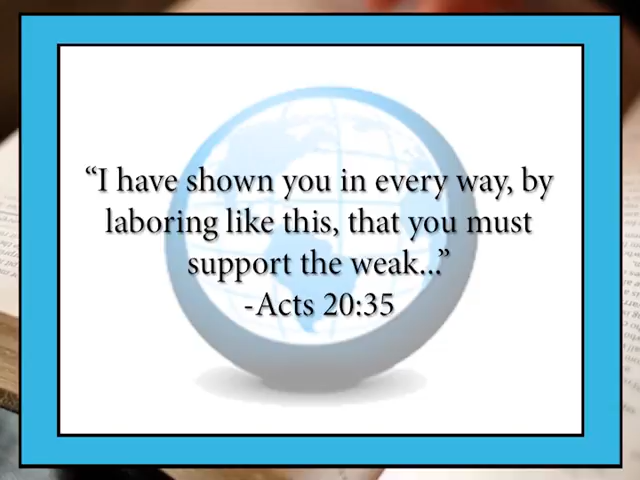 “I have shown you in every way, by
laboring like this, that you must
support the weak...”
-Acts 20:35